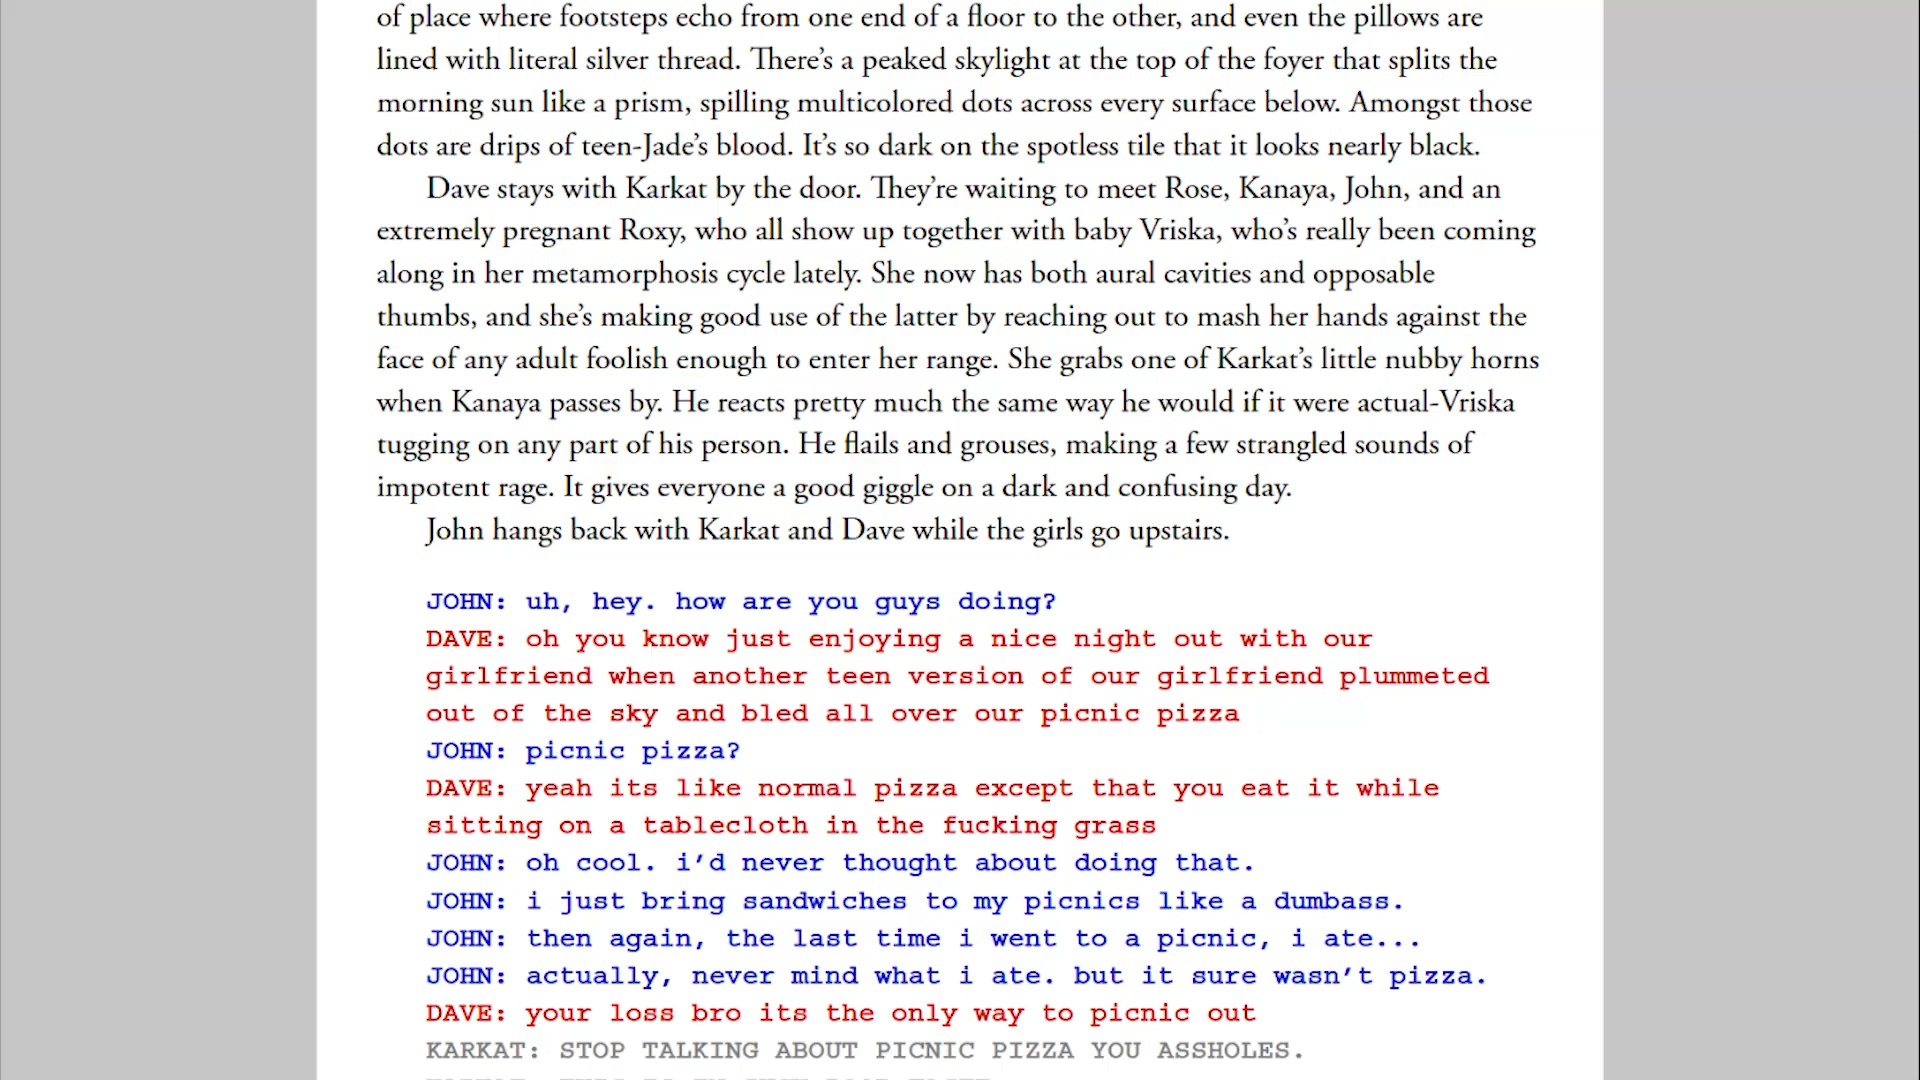 of place where footsteps echo from one end of a floor to the other, and even the pillows are
lined with literal silver thread. There’s a peaked skylight at the top of the foyer that splits the
morning sun like a prism, spilling multicolored dots across every surface below. Amongst those
dots are drips of teen-Jade’s blood. It’s so dark on the spotless tile that it looks nearly black.
Dave stays with Karkat by the door. They’re waiting to meet Rose, Kanaya, John, and an
extremely pregnant Roxy, who all show up together with baby Vriska, who’s really been coming
along in her metamorphosis cycle lately. She now has both aural cavities and opposable
thumbs, and she’s making good use of the latter by reaching out to mash her hands against the
face of any adult foolish enough to enter her range. She grabs one of Karkat’s little nubby horns
when Kanaya passes by. He reacts pretty much the same way he would if it were actual-Vriska
tugging on any part of his person. He flails and grouses, making a few strangled sounds of
impotent rage. It gives everyone a good giggle on a dark and confusing day.
John hangs back with Karkat and Dave while the girls go upstairs.
JOHN: uh, hey. how are you guys doing?
DAVE: oh you know just enjoying a nice night out with our
girlfriend when another teen version of our girlfriend plummeted
out of the sky and bled all over our picnic pizza
JOHN: picnic pizza?
DAVE: yeah its like normal pizza except that you eat it while
sitting on a tablecloth in the fucking grass
JOHN: oh cool. i’d never thought about doing that.
JOHN: i just bring sandwiches to my picnics like a dumbass.
JOHN: then again, the last time i went to a picnic, i ate...
JOHN: actually, never mind what i ate. but it sure wasn’t pizza.
DAVE: your loss bro its the only way to picnic out
KARKAT: STOP TALKING ABOUT PICNIC PIZZA YOU ASSHOLES.